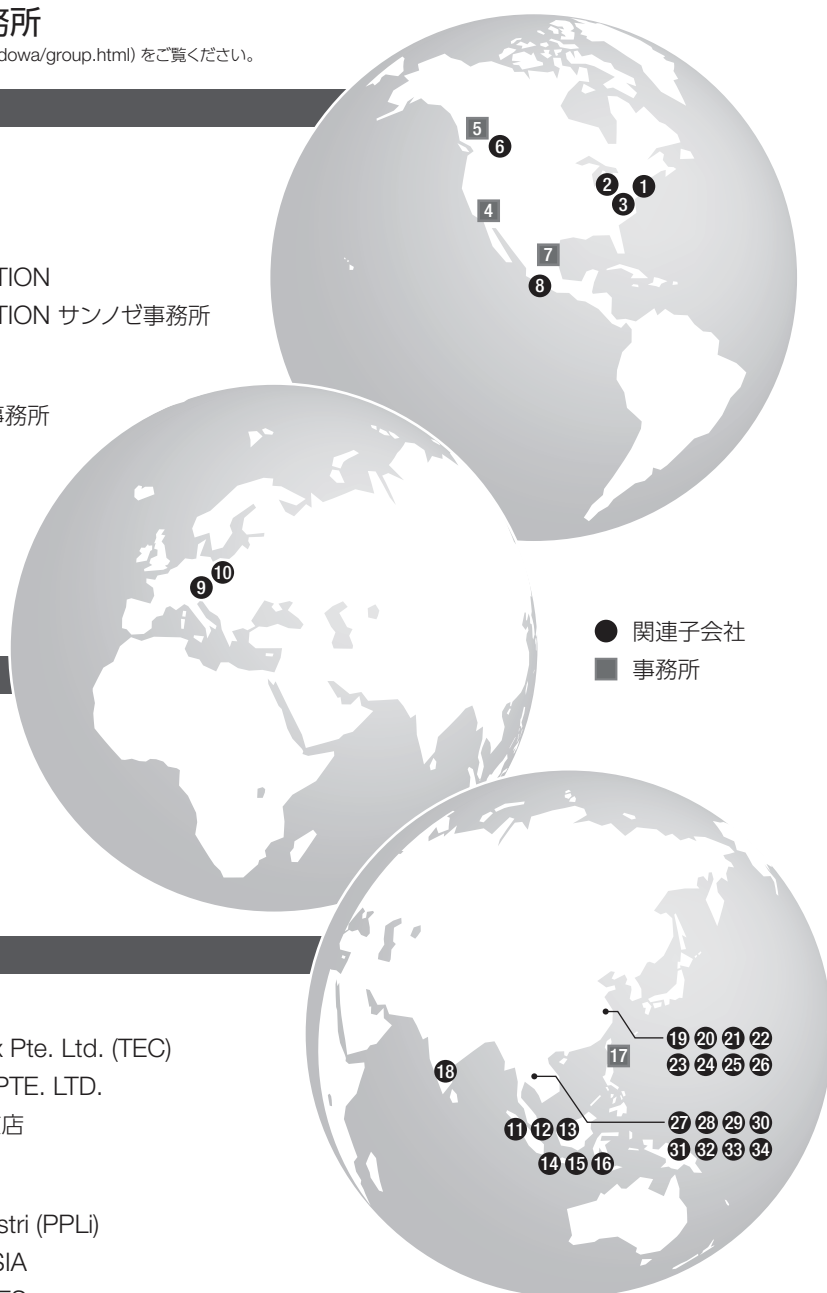 務所
dowa/group.html) をご覧ください。
TION
TION サンノゼ事務所
事務所
5
6
2
1
3
4
7
8
10
9
● 関連子会社
■ 事務所
x Pte. Ltd. (TEC)
PTE. LTD.
店
stri (PPLi)
SIA
19 20 21 22
17
23 24 25 26
18
27 28 29 30
11 12 13
31 32 33 34
14 15 16